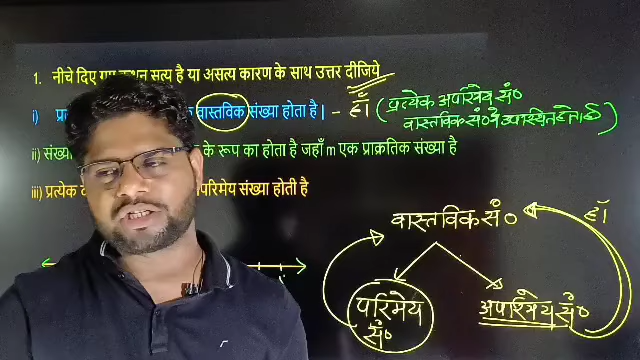 1. नीचे दिए गए कथन सत्य है या असत्य कारण के साथ उत्तर दीजिये
i) वास्तविक संख्या होता है | - हाँ ( प्रत्येक अपरिमेय सं०
वास्तविक सं०
ii) संख्या के रूप का होता है जहाँ m एक प्राक्रतिक संख्या है
iii) प्रत्येक परिमेय संख्या होती है
वास्तविक सं०
हाँ
परिमेय
सं०
अपरिमेय सं०